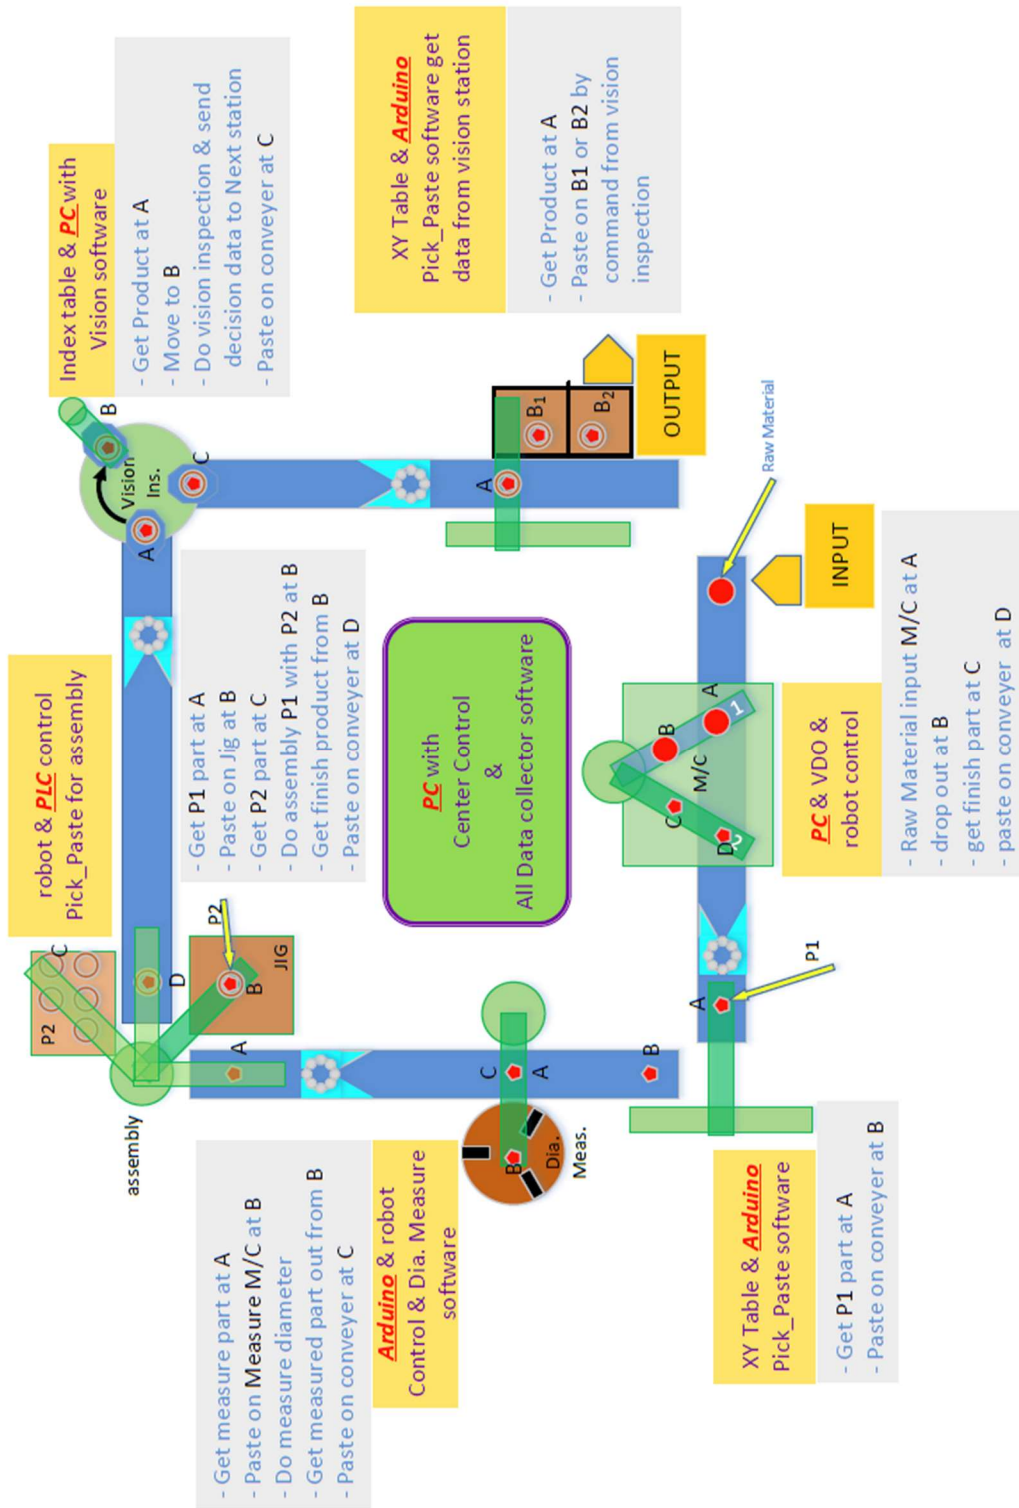 assembly
P2
C
D
A
B
JIG
P2
robot & PLC control
Pick_Paste for assembly
- Get P1 part at A
- Paste on Jig at B
- Get P2 part at C
- Do assembly P1 with P2 at B
- Get finish product from B
- Paste on conveyer at D
Index table & PC with
Vision software
- Get Product at A
- Move to B
- Do vision inspection & send
decision data to Next station
- Paste on conveyer at C
A
B
C
Vision
Ins.
- Get measure part at A
- Paste on Measure M/C at B
- Do measure diameter
- Get measured part out from B
- Paste on conveyer at C
Arduino & robot
Control & Dia. Measure
software
B
Dia.
Meas.
C
A
B
PC with
Center Control
&
All Data collector software
A
B1
B2
OUTPUT
XY Table & Arduino
Pick_Paste software get
data from vision station
- Get Product at A
- Paste on B1 or B2 by
command from vision
inspection
XY Table & Arduino
Pick_Paste software
- Get P1 part at A
- Paste on conveyer at B
A
P1
D
2
C
M/C
B
A
1
PC & VDO &
robot control
- Raw Material input M/C at A
- drop out at B
- get finish part at C
- paste on conveyer at D
INPUT
Raw Material